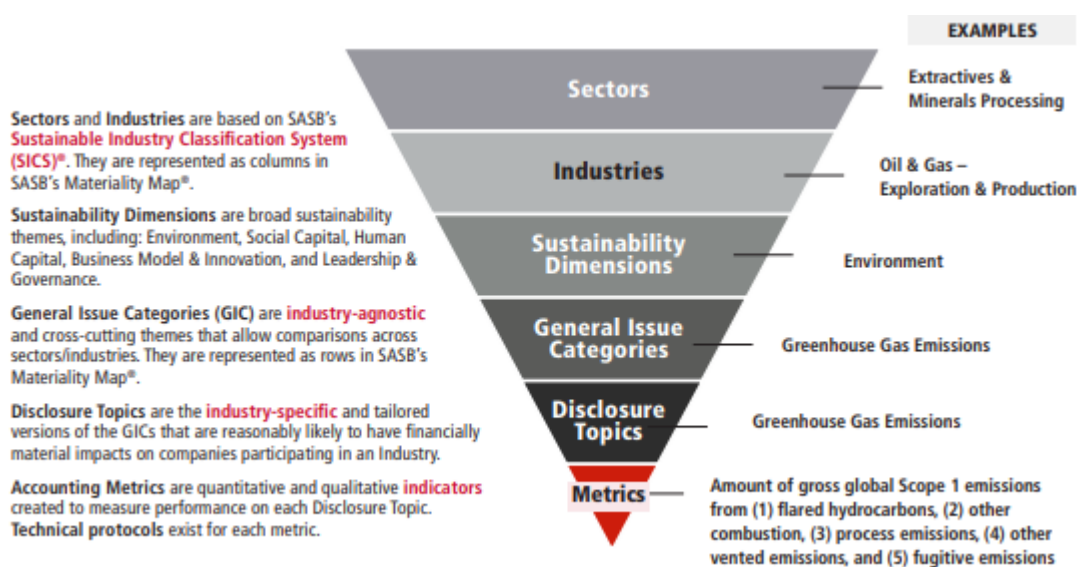 EXAMPLES
Sectors
Extractives &
Minerals Processing
Sectors and Industries are based on SASB's
Sustainable Industry Classification System
(SICS)®. They are represented as columns in
SASB's Materiality Map®.
Industries
Oil & Gas –
Exploration & Production
Sustainability Dimensions are broad sustainability
themes, including: Environment, Social Capital, Human
Capital, Business Model & Innovation, and Leadership &
Governance.
Sustainability
Dimensions
Environment
General Issue Categories (GIC) are industry-agnostic
and cross-cutting themes that allow comparisons across
sectors/industries. They are represented as rows in SASB's
Materiality Map®.
General Issue
Categories
Greenhouse Gas Emissions
Disclosure Topics are the industry-specific and tailored
versions of the GICs that are reasonably likely to have financially
material impacts on companies participating in an Industry.
Disclosure
Topics
Greenhouse Gas Emissions
Accounting Metrics are quantitative and qualitative indicators
created to measure performance on each Disclosure Topic.
Technical protocols exist for each metric.
Metrics
Amount of gross global Scope 1 emissions
from (1) flared hydrocarbons, (2) other
combustion, (3) process emissions, (4) other
vented emissions, and (5) fugitive emissions